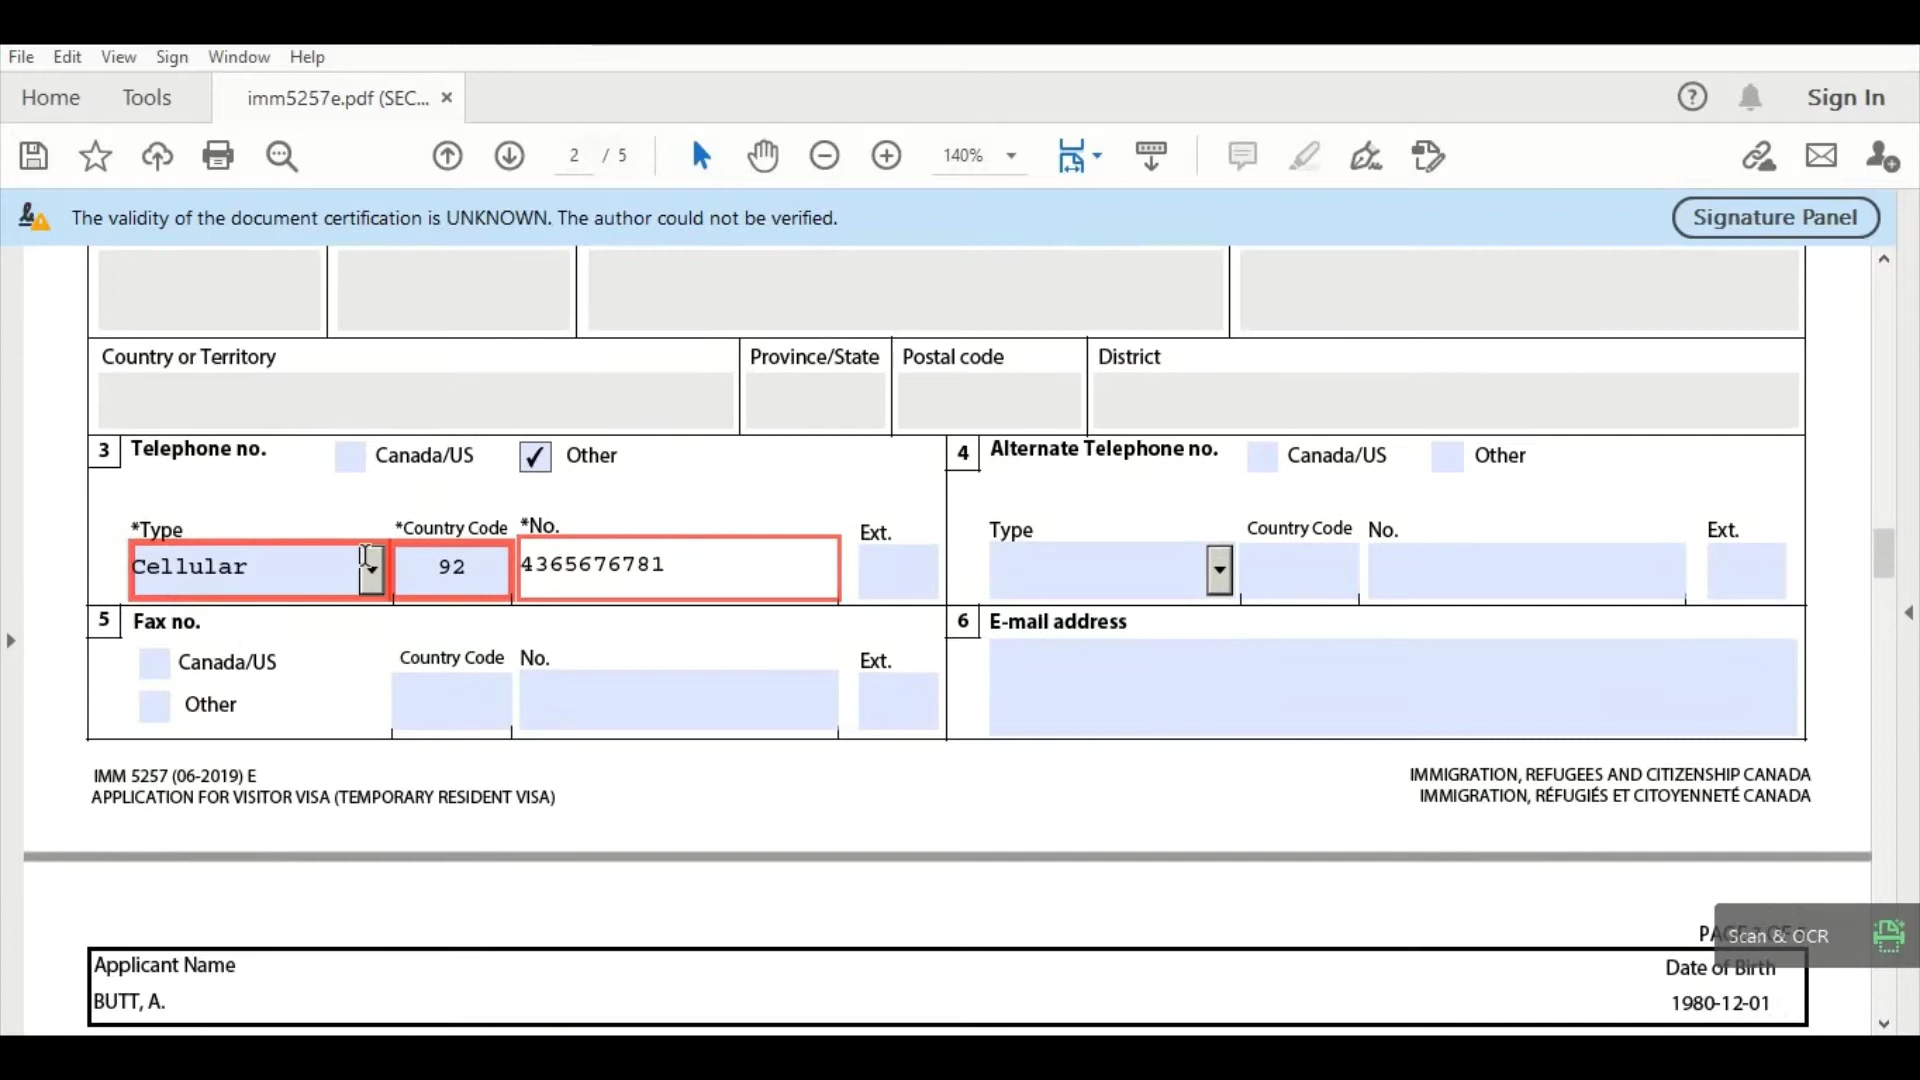 File Edit View Sign Window Help
Home Tools imm5257e.pdf (SEC... × Sign In
2 / 5 140%
The validity of the document certification is UNKNOWN. The author could not be verified. Signature Panel
Country or Territory Province/State Postal code District
3 Telephone no. Canada/US Other 4 Alternate Telephone no. Canada/US Other
*Type *Country Code *No. Ext. Type Country Code No. Ext.
Cellular 92 4365676781
5 Fax no. 6 E-mail address
Canada/US Country Code No. Ext.
Other
IMM 5257 (06-2019) E IMMIGRATION, REFUGEES AND CITIZENSHIP CANADA
APPLICATION FOR VISITOR VISA (TEMPORARY RESIDENT VISA) IMMIGRATION, RÉFUGIÉS ET CITOYENNETÉ CANADA
Scan & OCR
Applicant Name Date of Birth
BUTT, A. 1980-12-01